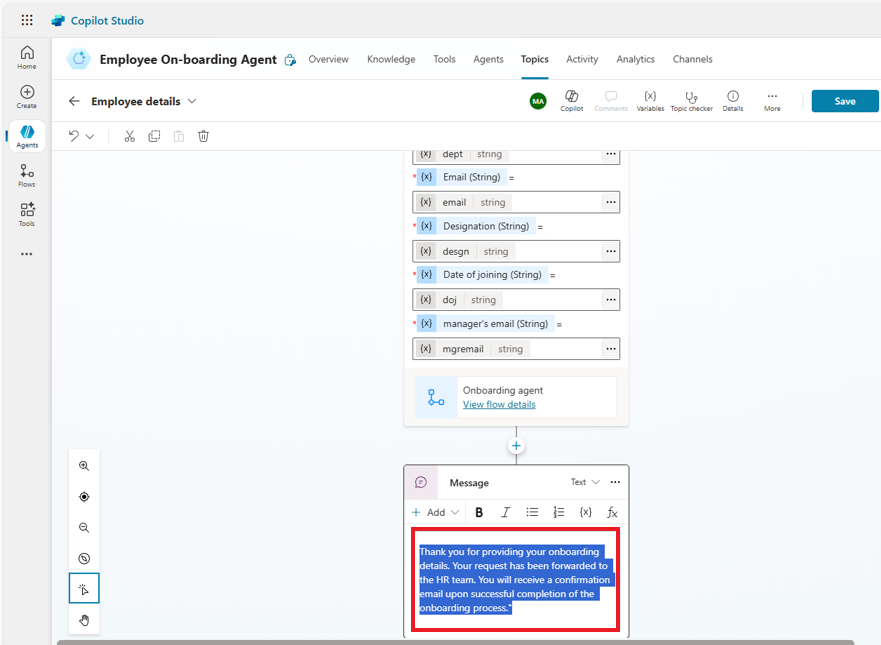 Copilot Studio
Home
Create
Agents
Flows
Tools
Employee On-boarding Agent
Overview Knowledge Tools Agents Topics Activity Analytics Channels
Employee details
MA
Copilot Comments Variables Topic checker Details More
Save
{x} dept string ...
* {x} Email (String) =
{x} email string ...
* {x} Designation (String) =
{x} desgn string ...
* {x} Date of joining (String) =
{x} doj string ...
* {x} manager's email (String) =
{x} mgremail string ...
Onboarding agent
View flow details
Message Text ...
+ Add B I {x} fx
Thank you for providing your onboarding
details. Your request has been forwarded to
the HR team. You will receive a confirmation
email upon successful completion of the
onboarding process."